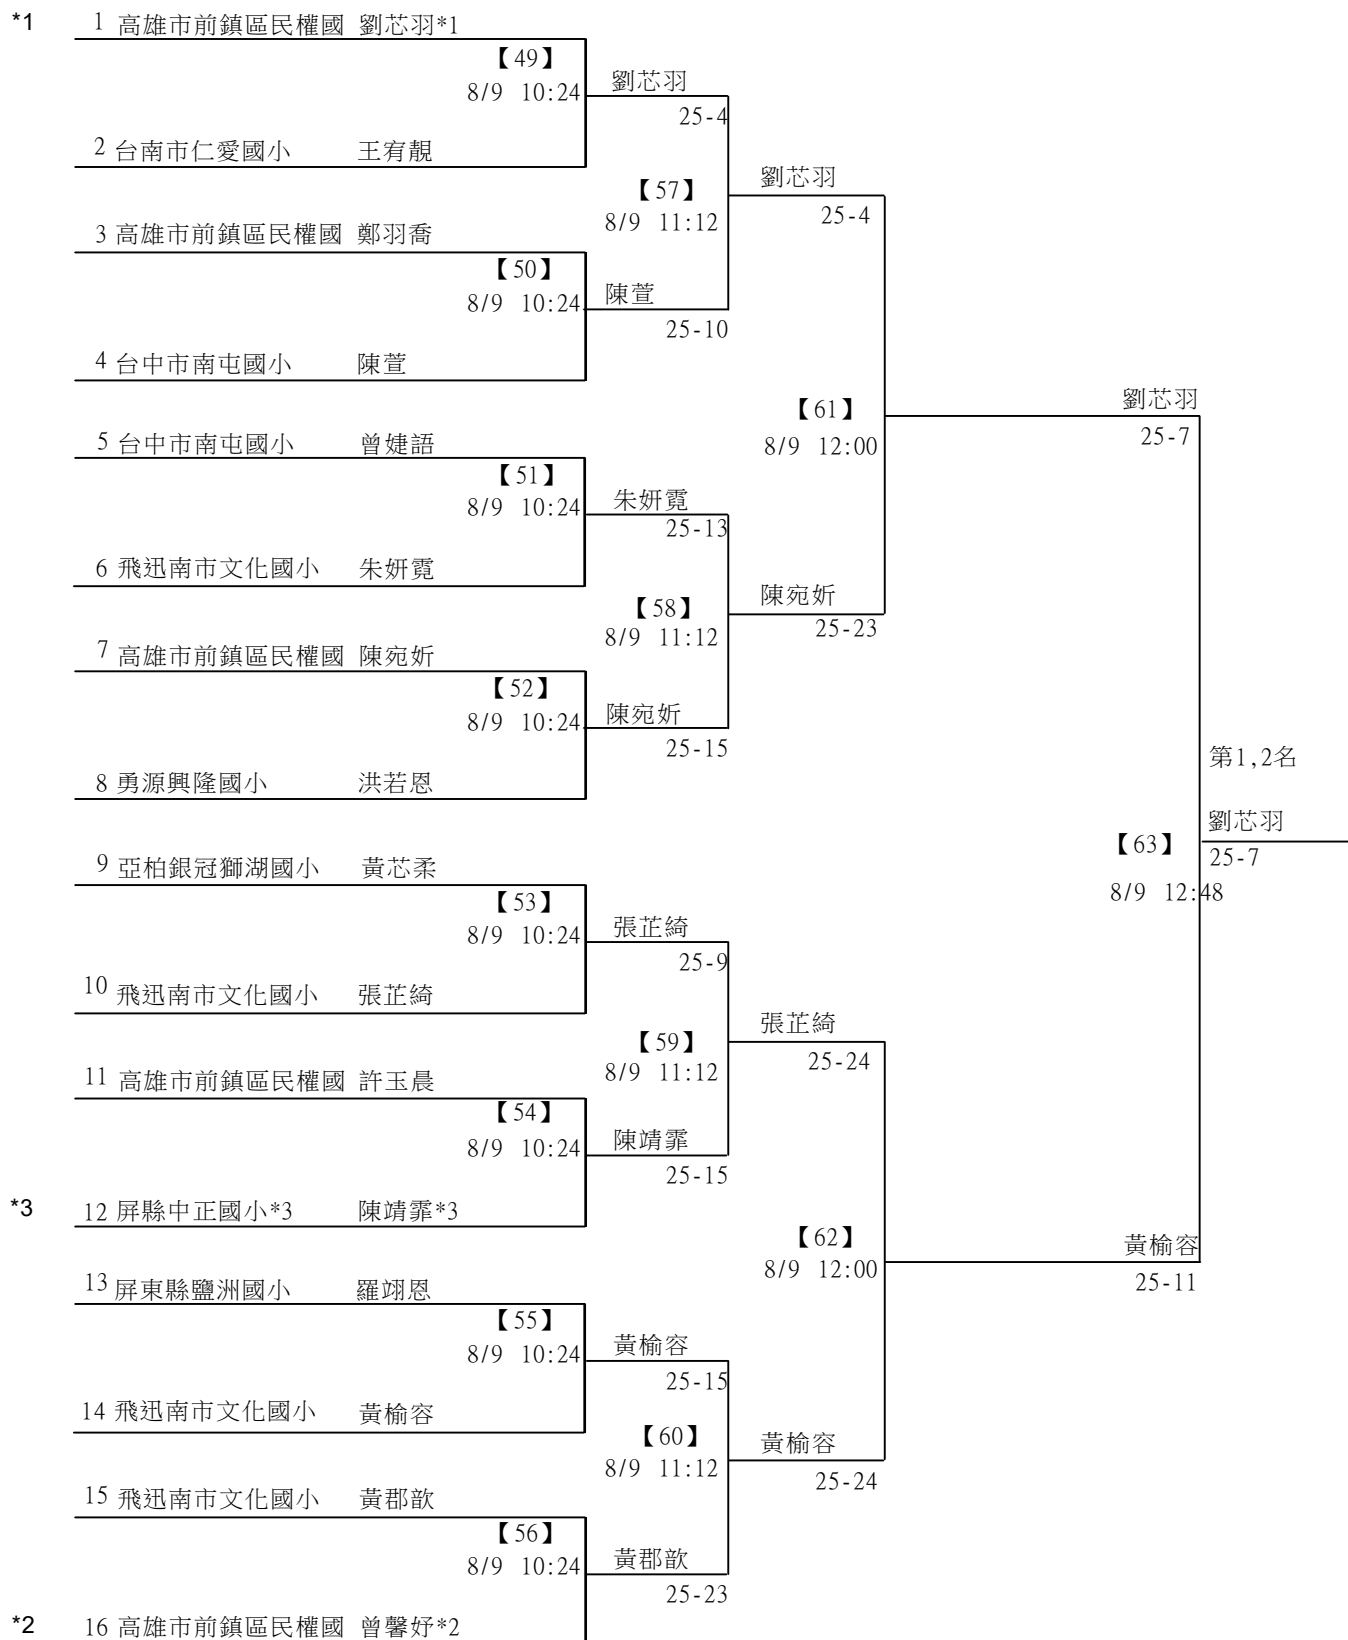 *1 1 高雄市前鎮區民權國 劉芯羽*1
【49】
8/9 10:24 劉芯羽
25-4
2 台南市仁愛國小 王宥靚
【57】 劉芯羽
8/9 11:12 25-4
3 高雄市前鎮區民權國 鄭羽喬
【50】
8/9 10:24 陳萱
25-10
4 台中市南屯國小 陳萱
【61】 劉芯羽
8/9 12:00 25-7
5 台中市南屯國小 曾婕語
【51】
8/9 10:24 朱妍霓
25-13
6 飛迅南市文化國小 朱妍霓
【58】 陳宛妡
8/9 11:12 25-23
7 高雄市前鎮區民權國 陳宛妡
【52】
8/9 10:24 陳宛妡
25-15
第1,2名
8 勇源興隆國小 洪若恩
【63】 劉芯羽
25-7
8/9 12:48
9 亞柏銀冠獅湖國小 黃芯柔
【53】
8/9 10:24 張芷綺
25-9
10 飛迅南市文化國小 張芷綺
【59】 張芷綺
8/9 11:12 25-24
11 高雄市前鎮區民權國 許玉晨
【54】
8/9 10:24 陳靖霏
25-15
*3 12 屏縣中正國小*3 陳靖霏*3
【62】 黃榆容
8/9 12:00 25-11
13 屏東縣鹽洲國小 羅翊恩
【55】
8/9 10:24 黃榆容
25-15
14 飛迅南市文化國小 黃榆容
【60】 黃榆容
8/9 11:12 25-24
15 飛迅南市文化國小 黃郡歆
【56】
8/9 10:24 黃郡歆
25-23
*2 16 高雄市前鎮區民權國 曾馨妤*2